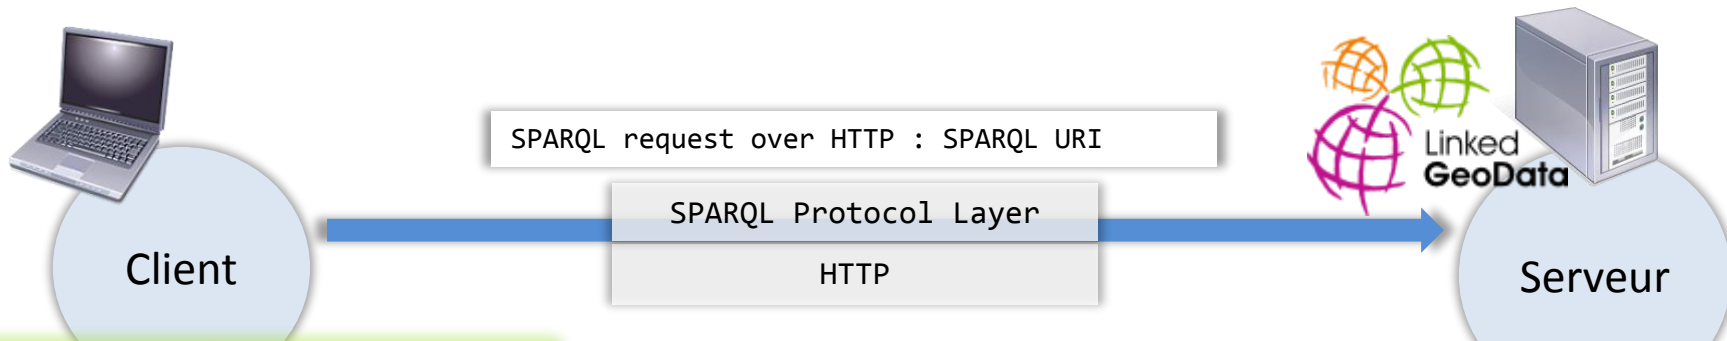 SPARQL request over HTTP : SPARQL URI
Linked
GeoData
SPARQL Protocol Layer
HTTP
Client
Serveur